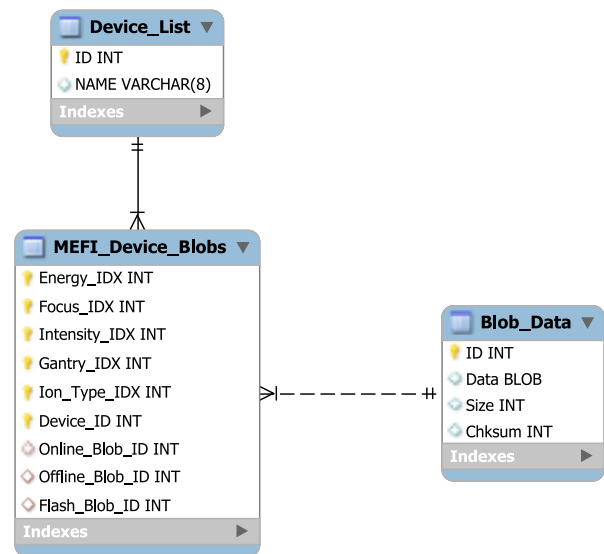 Device_List
ID INT
NAME VARCHAR(8)
Indexes
MEFI_Device_Blobs
Energy_IDX INT
Focus_IDX INT
Intensity_IDX INT
Gantry_IDX INT
Ion_Type_IDX INT
Device_ID INT
Online_Blob_ID INT
Offline_Blob_ID INT
Flash_Blob_ID INT
Indexes
Blob_Data
ID INT
Data BLOB
Size INT
Chksum INT
Indexes